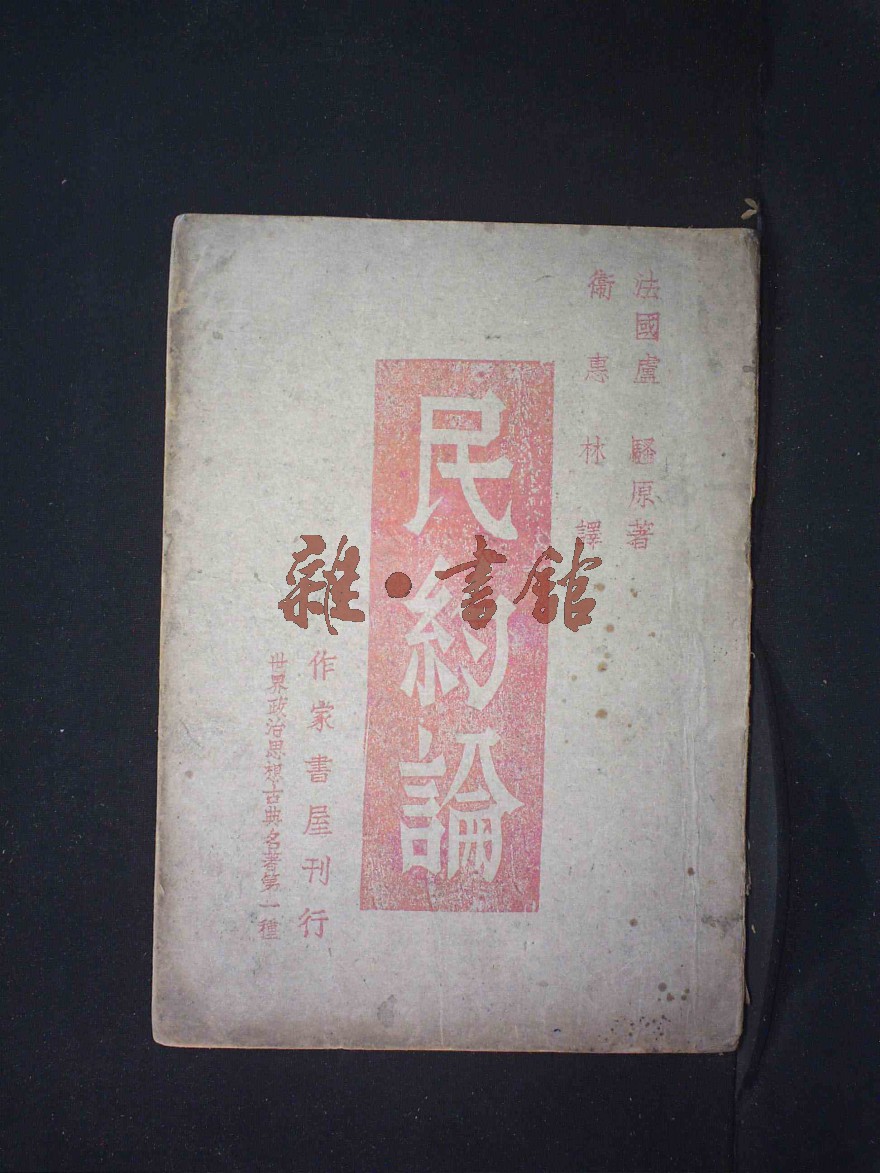 法國盧騷原著
衞惠林譯
民約論
作家書屋刊行
世界政治思想古典名著第一種
雜·書館